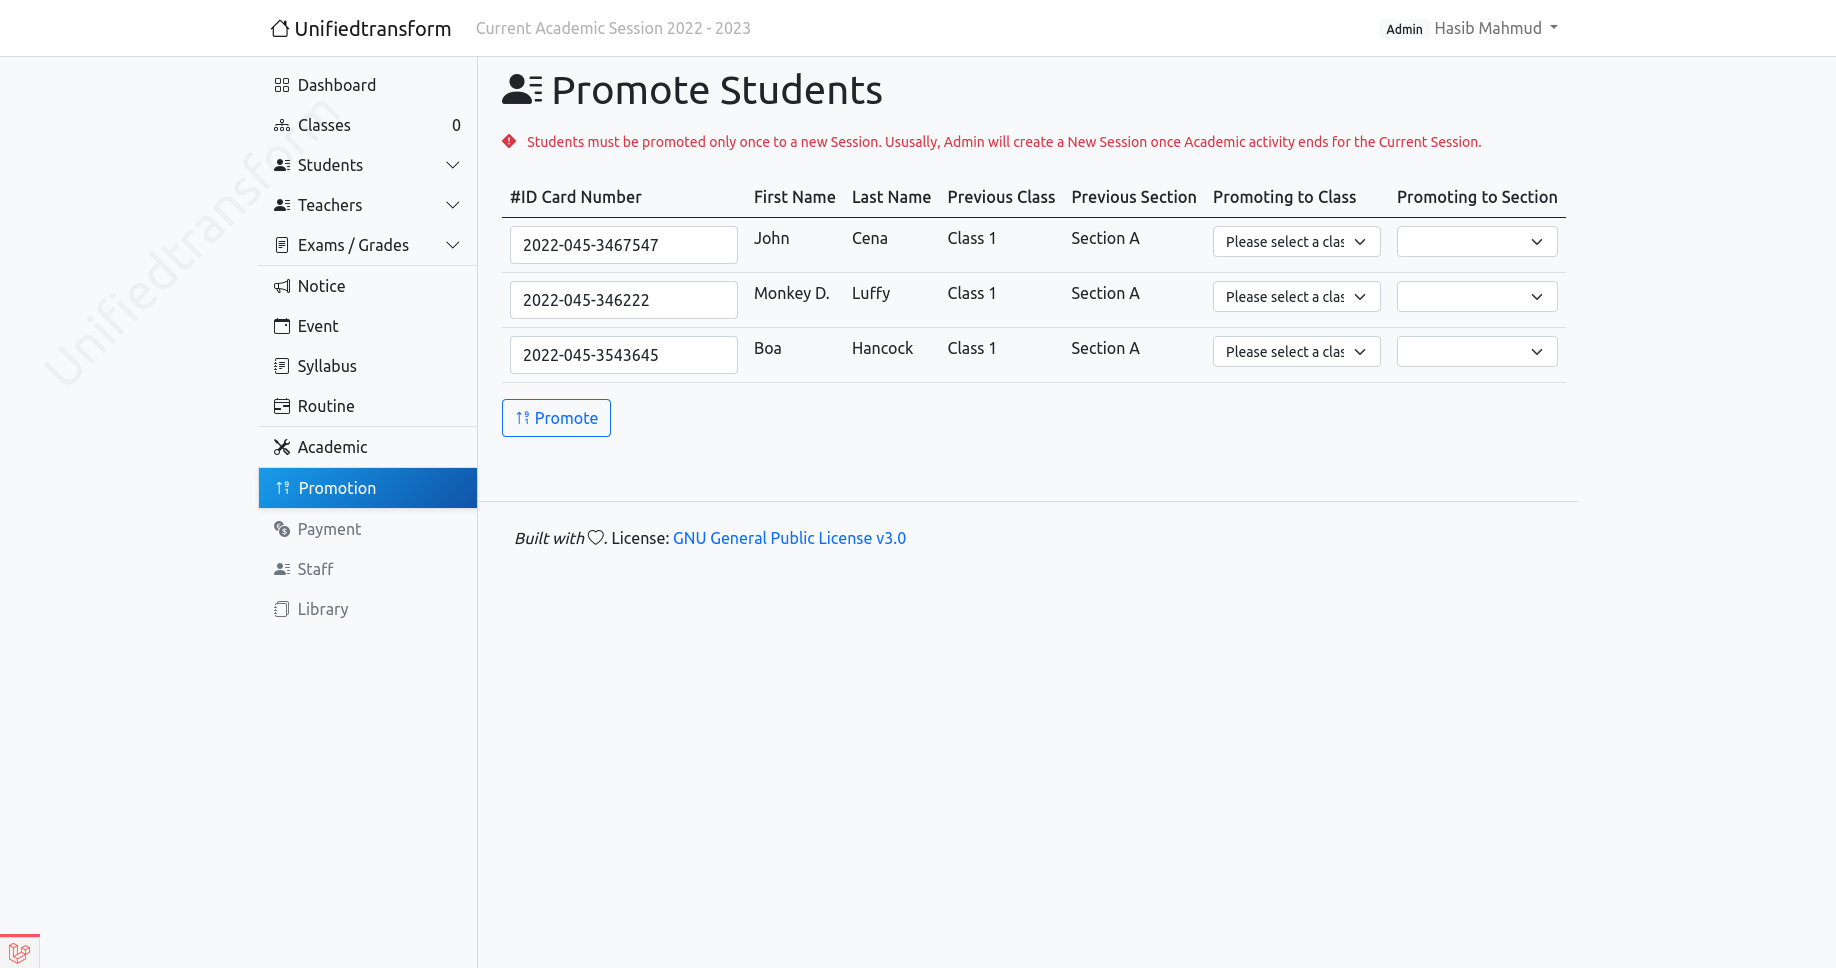 Unifiedtransform Current Academic Session 2022 - 2023 Admin Hasib Mahmud
Dashboard
Classes 0
Students
Teachers
Exams / Grades
Notice
Event
Syllabus
Routine
Academic
Promotion
Payment
Staff
Library
Unifiedtransform
Promote Students
Students must be promoted only once to a new Session. Ususally, Admin will create a New Session once Academic activity ends for the Current Session.
#ID Card Number First Name Last Name Previous Class Previous Section Promoting to Class Promoting to Section
2022-045-3467547 John Cena Class 1 Section A Please select a clas
2022-045-346222 Monkey D. Luffy Class 1 Section A Please select a clas
2022-045-3543645 Boa Hancock Class 1 Section A Please select a clas
Promote
Built with . License: GNU General Public License v3.0